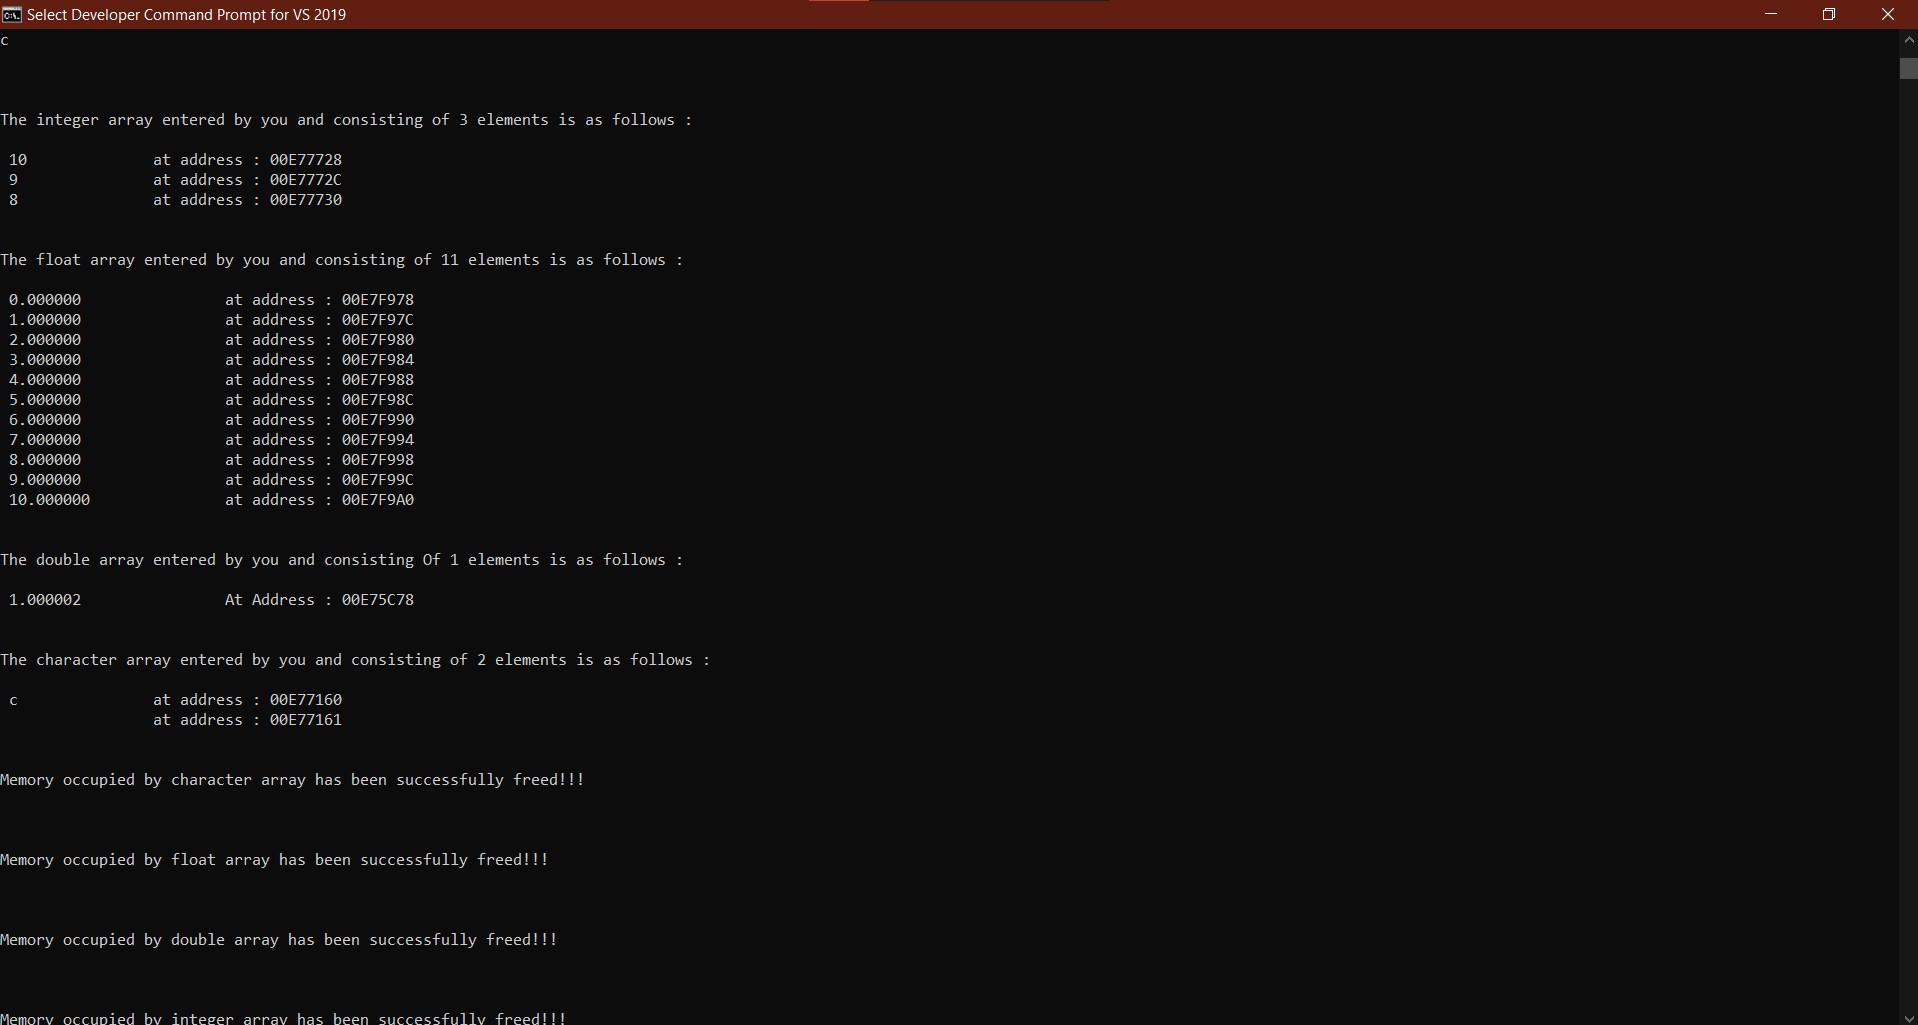 Select Developer Command Prompt for VS 2019
c
The integer array entered by you and consisting of 3 elements is as follows :
10 at address : 00E77728
9 at address : 00E7772C
8 at address : 00E77730
The float array entered by you and consisting of 11 elements is as follows :
0.000000 at address : 00E7F978
1.000000 at address : 00E7F97C
2.000000 at address : 00E7F980
3.000000 at address : 00E7F984
4.000000 at address : 00E7F988
5.000000 at address : 00E7F98C
6.000000 at address : 00E7F990
7.000000 at address : 00E7F994
8.000000 at address : 00E7F998
9.000000 at address : 00E7F99C
10.000000 at address : 00E7F9A0
The double array entered by you and consisting Of 1 elements is as follows :
1.000002 At Address : 00E75C78
The character array entered by you and consisting of 2 elements is as follows :
c at address : 00E77160
at address : 00E77161
Memory occupied by character array has been successfully freed!!!
Memory occupied by float array has been successfully freed!!!
Memory occupied by double array has been successfully freed!!!
Memory occupied by integer array has been successfully freed!!!